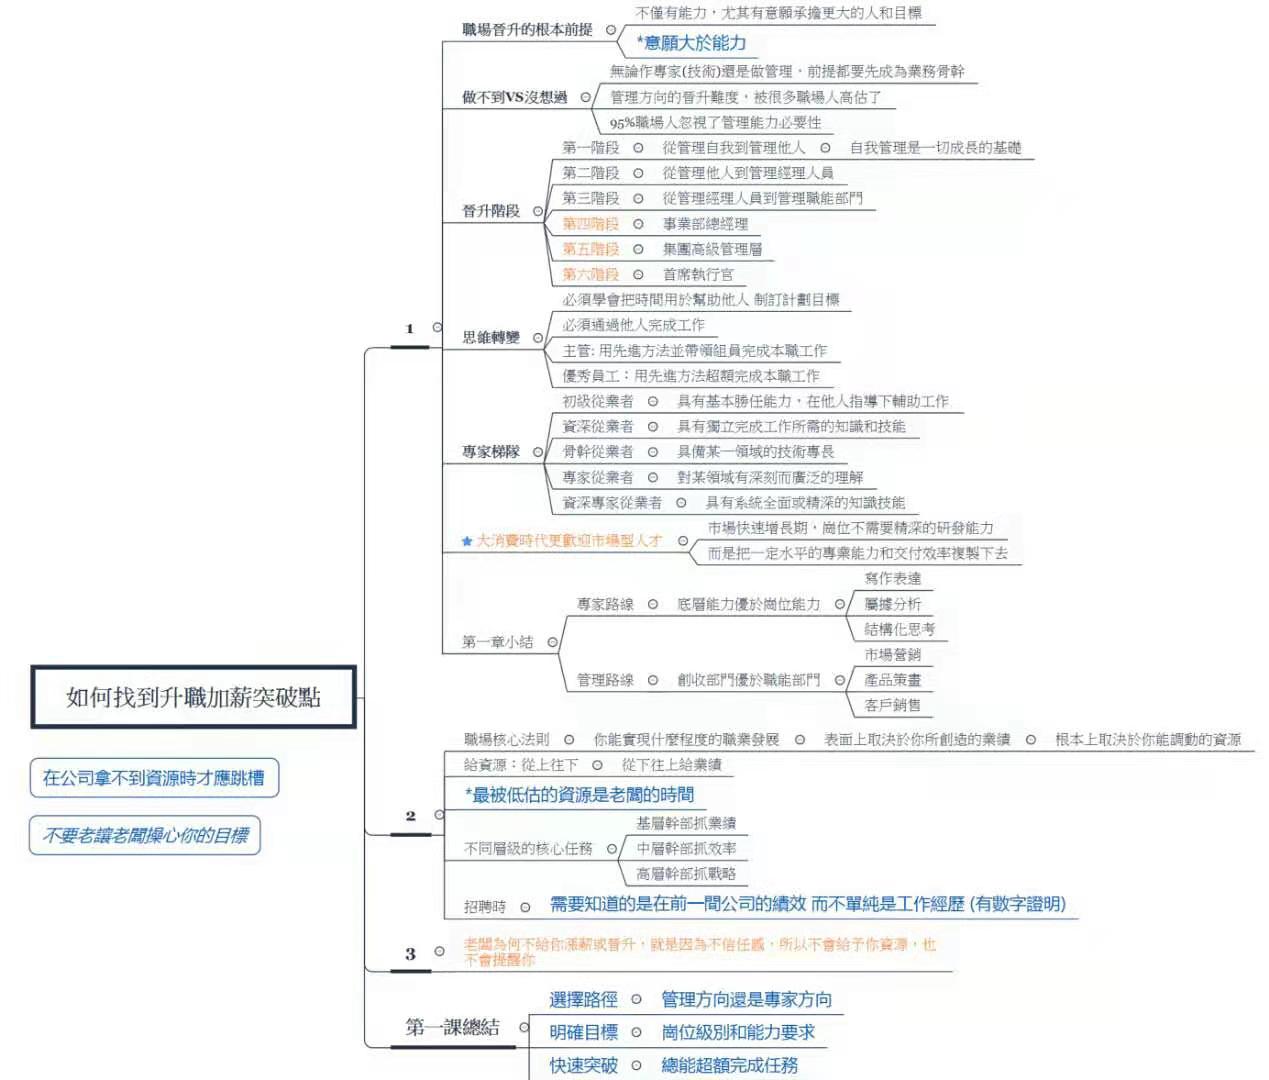 如何找到升職加薪突破點
在公司拿不到資源時才應跳槽
不要老讓老闆操心你的目標
1
職場晉升的根本前提
不僅有能力，尤其有意願承擔更大的人和目標
*意願大於能力
做不到VS沒想過
無論作專家(技術)還是做管理，前提都要先成為業務骨幹
管理方向的晉升難度，被很多職場人高估了
95%職場人忽視了管理能力必要性
晉升階段
第一階段
從管理自我到管理他人
自我管理是一切成長的基礎
第二階段
從管理他人到管理經理人員
第三階段
從管理經理人員到管理職能部門
第四階段
事業部總經理
第五階段
集團高級管理層
第六階段
首席執行官
思維轉變
必須學會把時間用於幫助他人 制訂計劃目標
必須通過他人完成工作
主管: 用先進方法並帶領組員完成本職工作
優秀員工：用先進方法超額完成本職工作
專家梯隊
初級從業者
具有基本勝任能力，在他人指導下輔助工作
資深從業者
具有獨立完成工作所需的知識和技能
骨幹從業者
具備某一領域的技術專長
專家從業者
對某領域有深刻而廣泛的理解
資深專家從業者
具有系統全面或精深的知識技能
大消費時代更歡迎市場型人才
市場快速增長期，崗位不需要精深的研發能力
而是把一定水平的專業能力和交付效率複製下去
第一章小結
專家路線
底層能力優於崗位能力
寫作表達
屬據分析
結構化思考
管理路線
創收部門優於職能部門
市場營銷
產品策畫
客戶銷售
2
職場核心法則
你能實現什麼程度的職業發展
表面上取決於你所創造的業績
根本上取決於你能調動的資源
給資源：從上往下
從下往上給業績
*最被低估的資源是老闆的時間
不同層級的核心任務
基層幹部抓業績
中層幹部抓效率
高層幹部抓戰略
招聘時
需要知道的是在前一間公司的績效 而不單純是工作經歷 (有數字證明)
3
老闆為何不給你漲薪或晉升，就是因為不信任感，所以不會給予你資源，也
不會提醒你
第一課總結
選擇路徑
管理方向還是專家方向
明確目標
崗位級別和能力要求
快速突破
總能超額完成任務